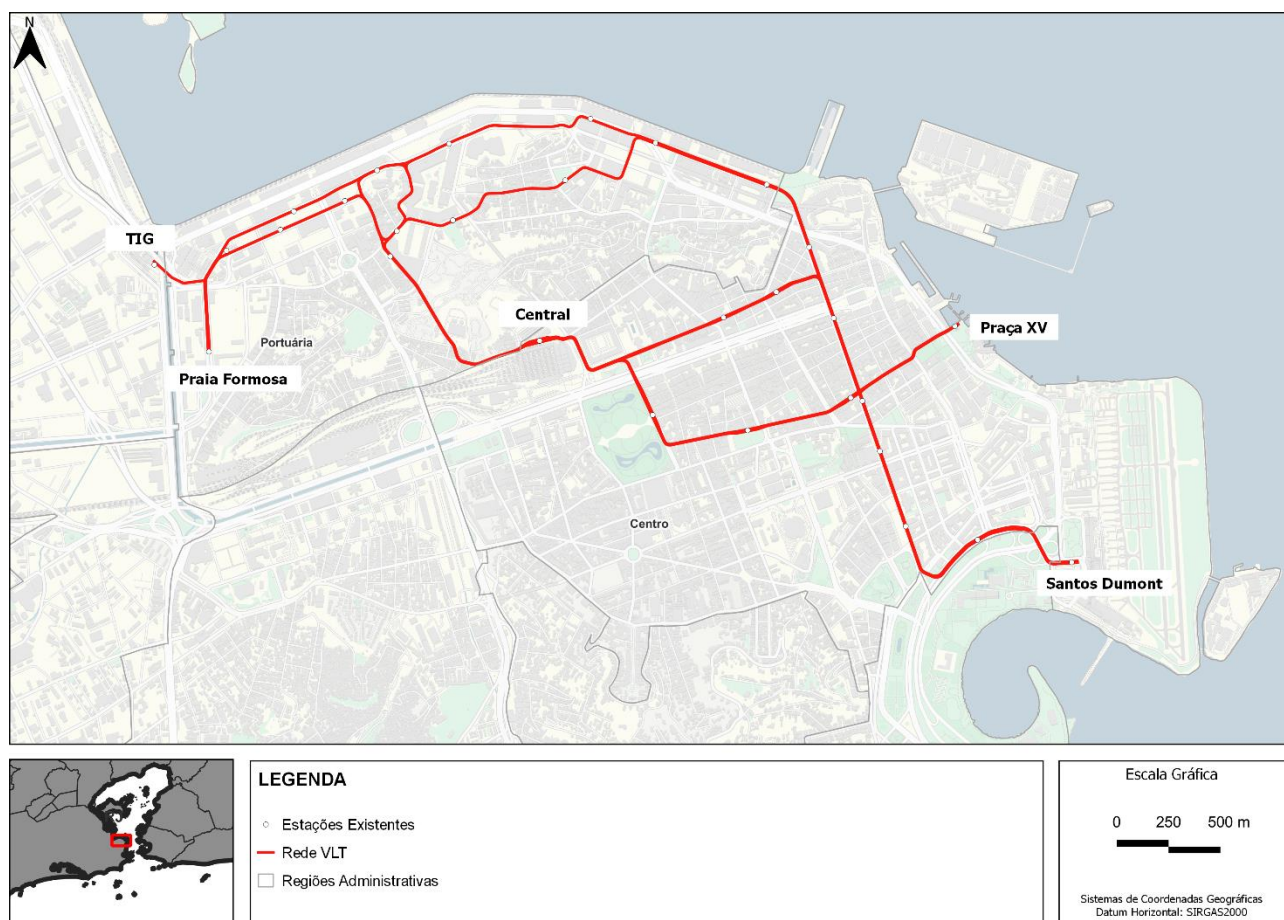 N
TIG
Praia Formosa
Portuária
Central
Praça XV
Centro
Santos Dumont
LEGENDA
Estações Existentes
Rede VLT
Regiões Administrativas
Escala Gráfica
0 250 500 m
Sistemas de Coordenadas Geográficas
Datum Horizontal: SIRGAS2000